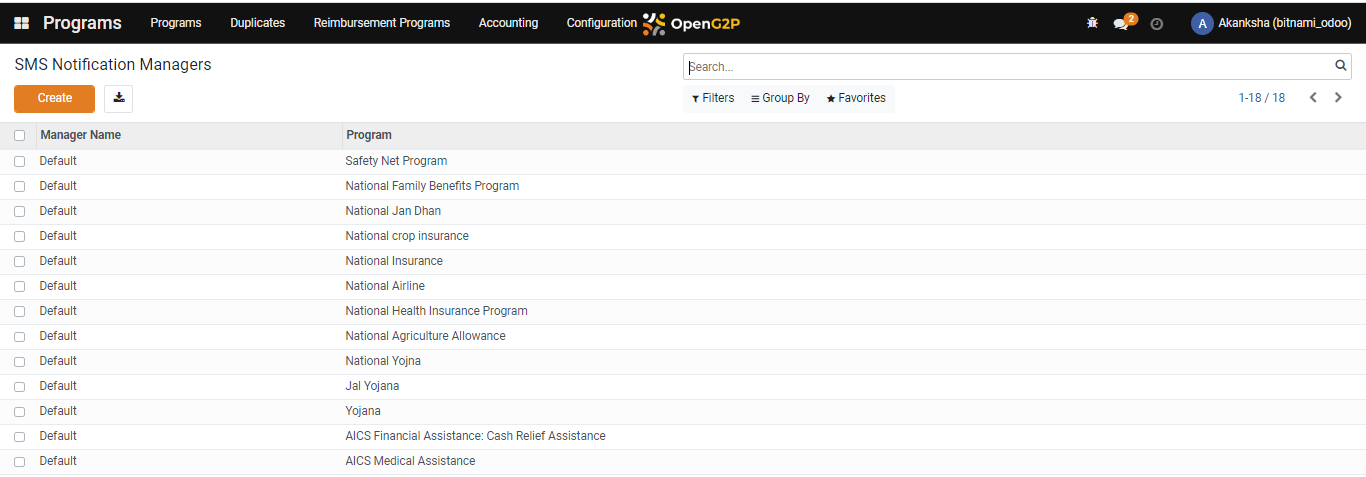 Programs Programs Duplicates Reimbursement Programs Accounting Configuration OpenG2P 2 A Akanksha (bitnami_odoo)
SMS Notification Managers Search...
Create Filters Group By Favorites 1-18 / 18
Manager Name Program
Default Safety Net Program
Default National Family Benefits Program
Default National Jan Dhan
Default National crop insurance
Default National Insurance
Default National Airline
Default National Health Insurance Program
Default National Agriculture Allowance
Default National Yojna
Default Jal Yojana
Default Yojana
Default AICS Financial Assistance: Cash Relief Assistance
Default AICS Medical Assistance